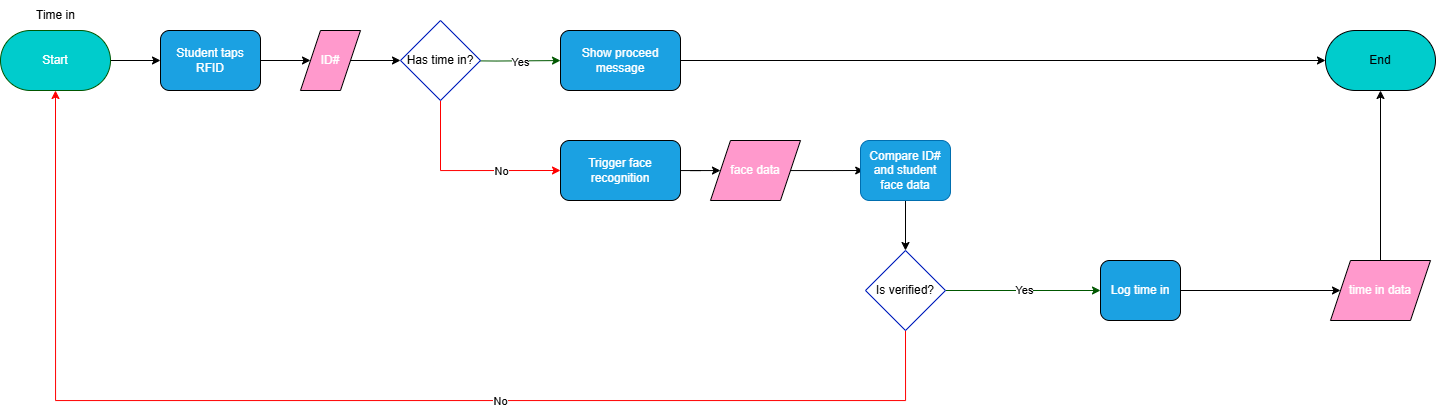 Time in
Start
Student taps
RFID
ID#
Has time in?
Yes
Show proceed
message
End
No
Trigger face
recognition
face data
Compare ID#
and student
face data
Is verified?
Yes
Log time in
time in data
No